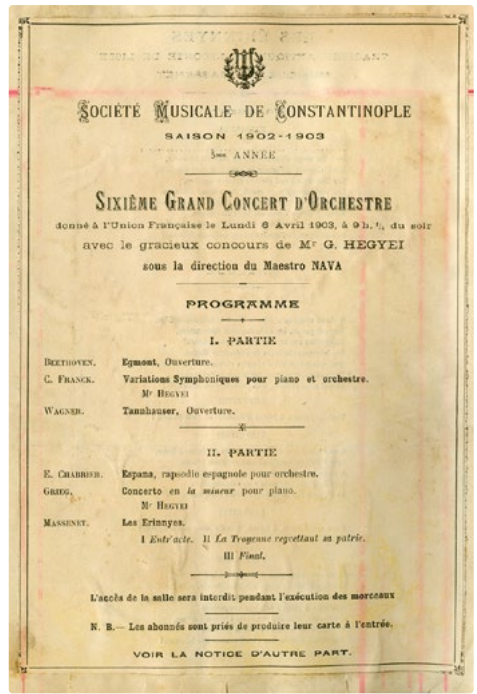 SOCIÉTÉ MUSICALE DE CONSTANTINOPLE
SAISON 1902-1903
3me ANNÉE
SIXIÈME GRAND CONCERT D'ORCHESTRE
donné à l'Union Française le Lundi 6 Avril 1903, à 9 h. ½ du soir
avec le gracieux concours de Mr G. HEGYEI
sous la direction du Maestro NAVA
PROGRAMME
I. PARTIE
BEETHOVEN. Egmont, Ouverture.
C. FRANCK. Variations Symphoniques pour piano et orchestre.
Mr HEGYEI
WAGNER. Tannhauser, Ouverture.
II. PARTIE
E. CHABRIER. Espana, rapsodie espagnole pour orchestre.
GRIEG. Concerto en la mineur pour piano.
Mr HEGYEI
MASSENET. Les Erinnyes.
I Entr'acte. II La Troyenne regrettant sa patrie.
III Final.
L'accès de la salle sera interdit pendant l'exécution des morceaux
N. B.— Les abonnés sont priés de produire leur carte à l'entrée.
VOIR LA NOTICE D'AUTRE PART.